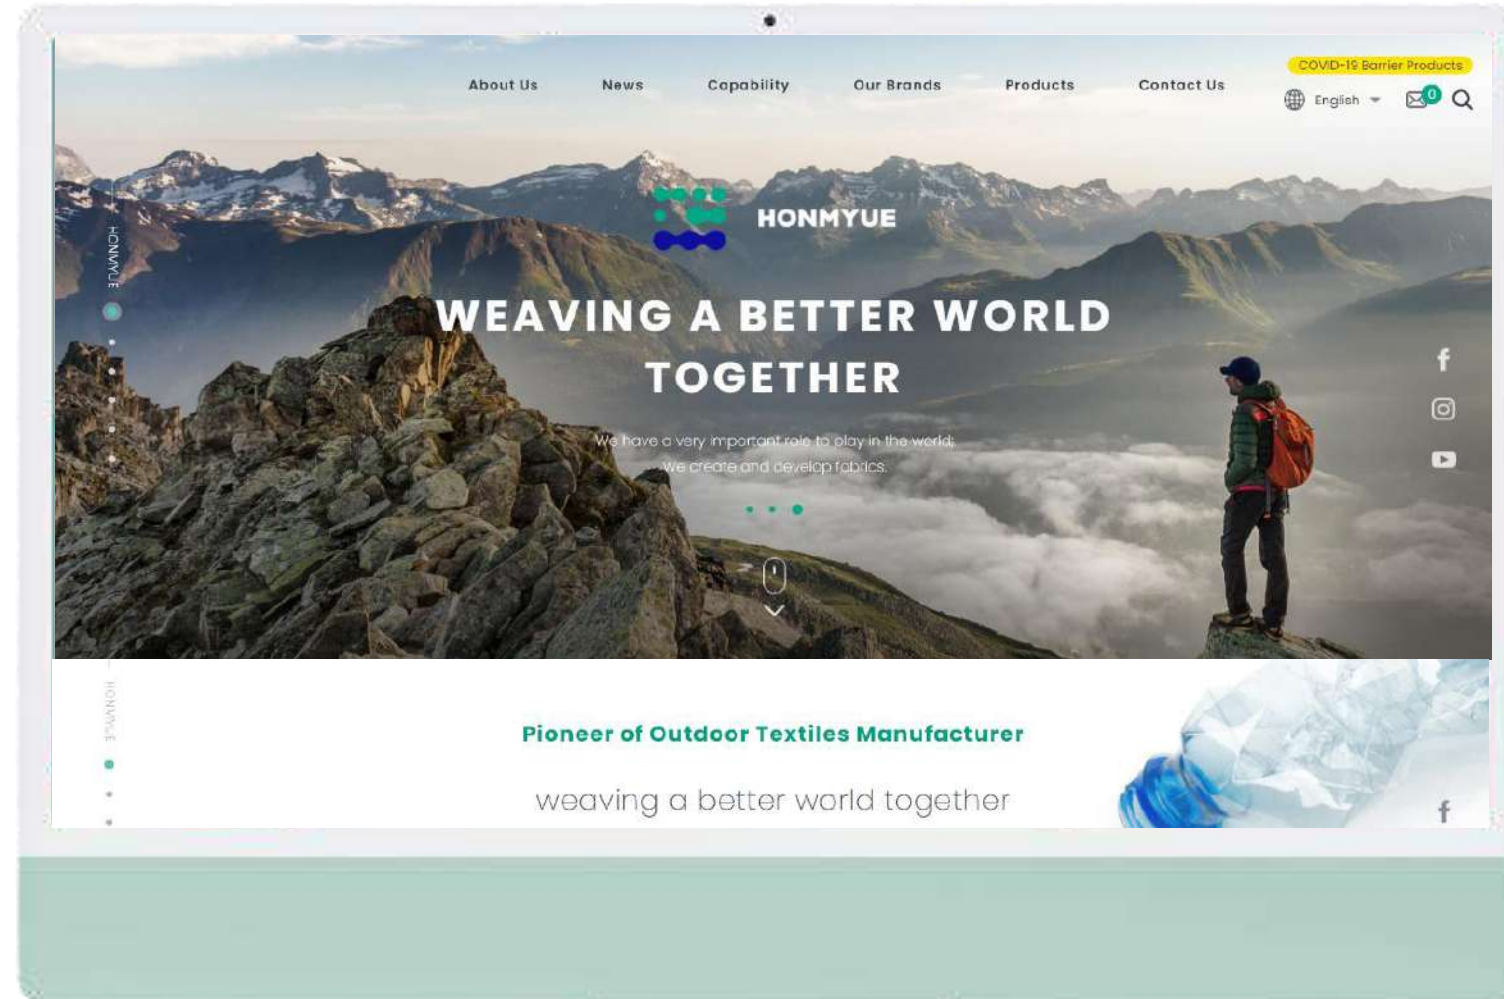 COVID-19 Barrier Products
About Us News Capability Our Brands Products Contact Us
English
0
HONMYUE
HONMYUE
WEAVING A BETTER WORLD
TOGETHER
We have a very important role to play in the world;
We create and develop fabrics.
HONMYUE
Pioneer of Outdoor Textiles Manufacturer
weaving a better world together